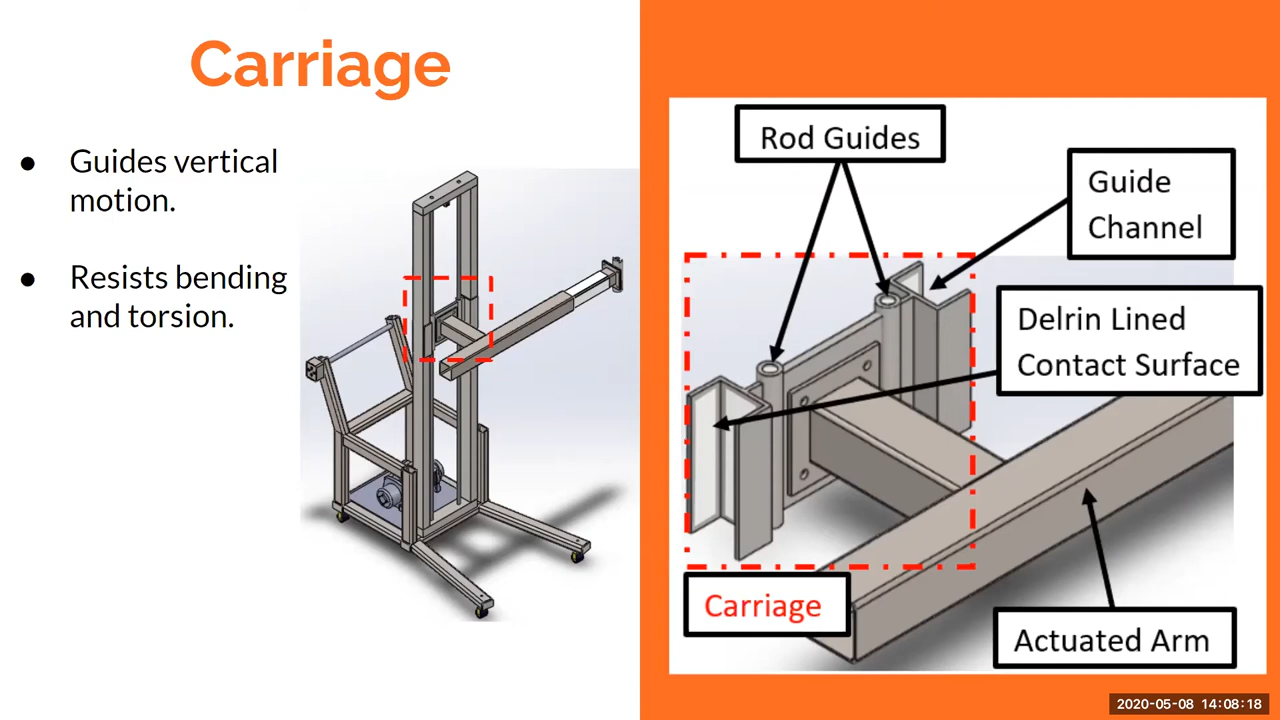 Carriage
● Guides vertical
motion.
● Resists bending
and torsion.
Rod Guides
Guide
Channel
Delrin Lined
Contact Surface
Carriage
Actuated Arm
2020-05-08 14:08:18